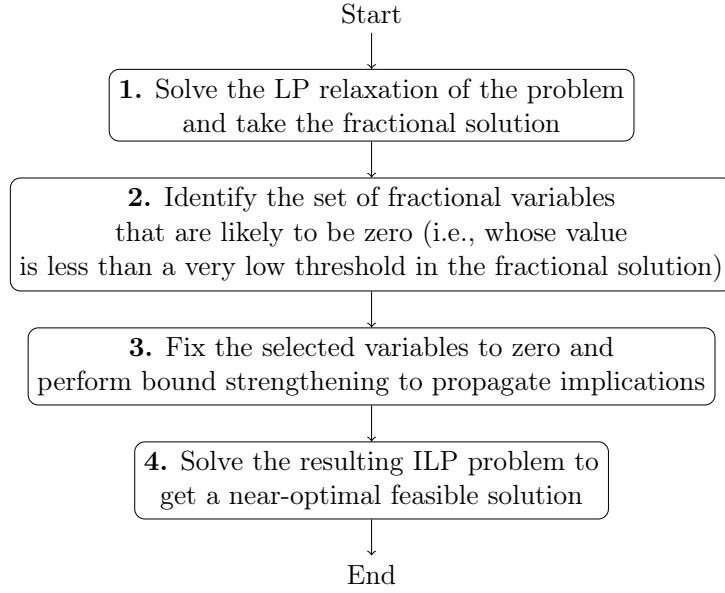 Start
1. Solve the LP relaxation of the problem
and take the fractional solution
2. Identify the set of fractional variables
that are likely to be zero (i.e., whose value
is less than a very low threshold in the fractional solution)
3. Fix the selected variables to zero and
perform bound strengthening to propagate implications
4. Solve the resulting ILP problem to
get a near-optimal feasible solution
End